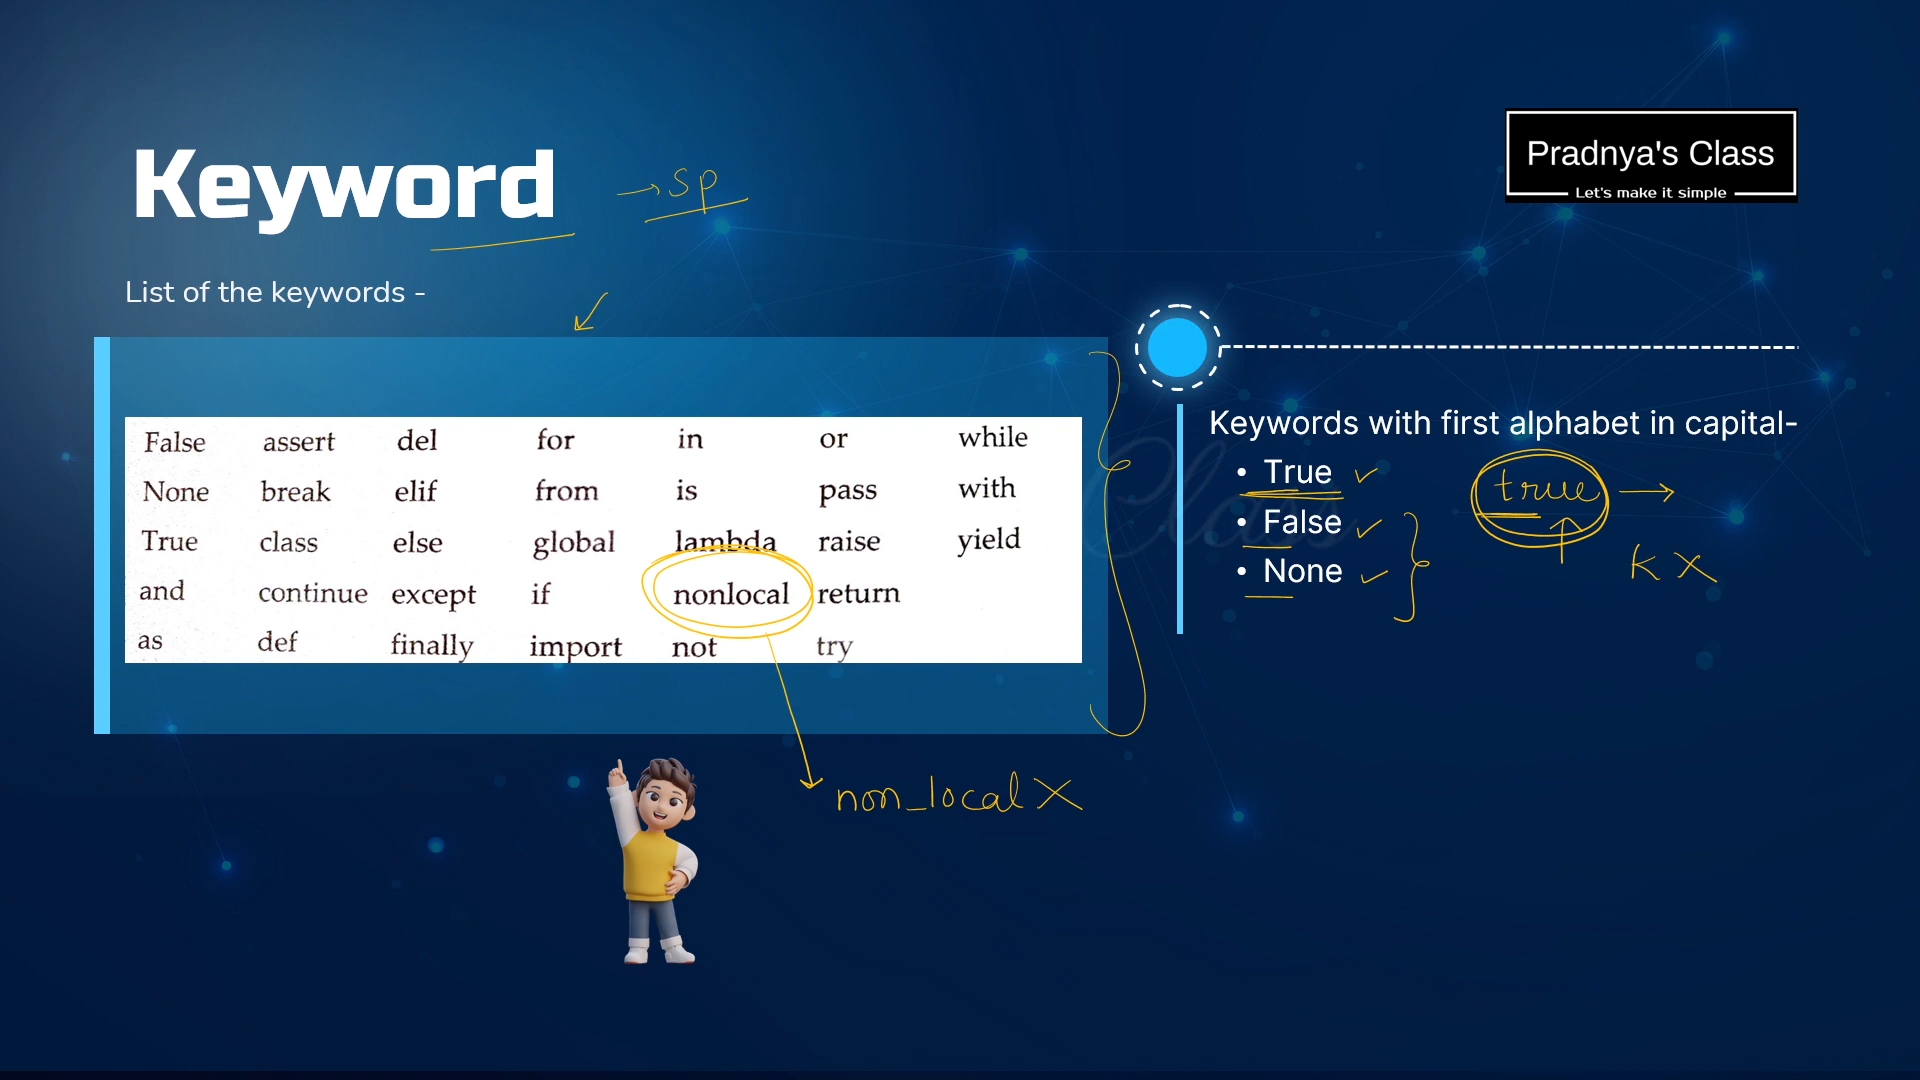 Keyword → sp
Pradnya's Class
Let's make it simple
List of the keywords -
False assert del for in or while
None break elif from is pass with
True class else global lambda raise yield
and continue except if nonlocal return
as def finally import not try
Keywords with first alphabet in capital-
• True ✓
• False ✓
• None ✓
true →
K X
non_local X
Class